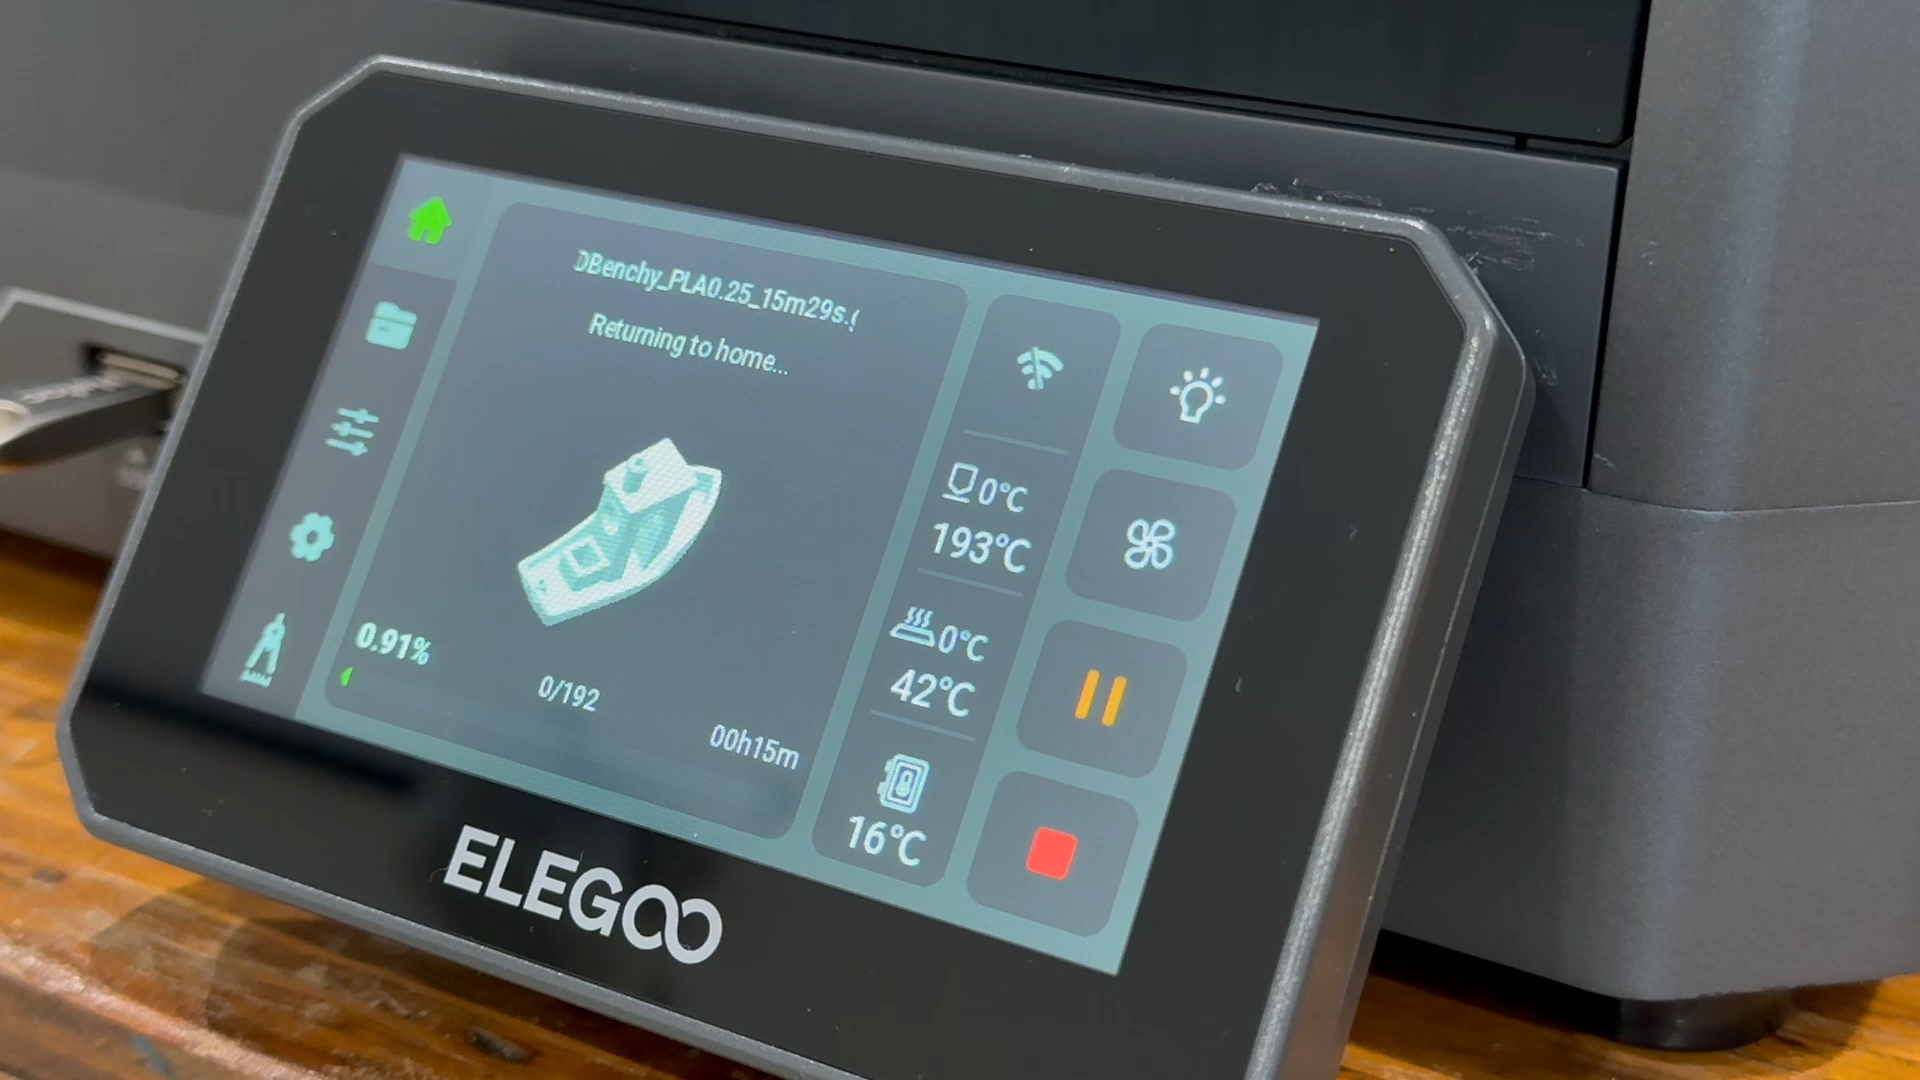 DBenchy_PLA0.25_15m29s.(
Returning to home...
0.91%
0/192
00h15m
0°C
193°C
0°C
42°C
16°C
ELEGOO